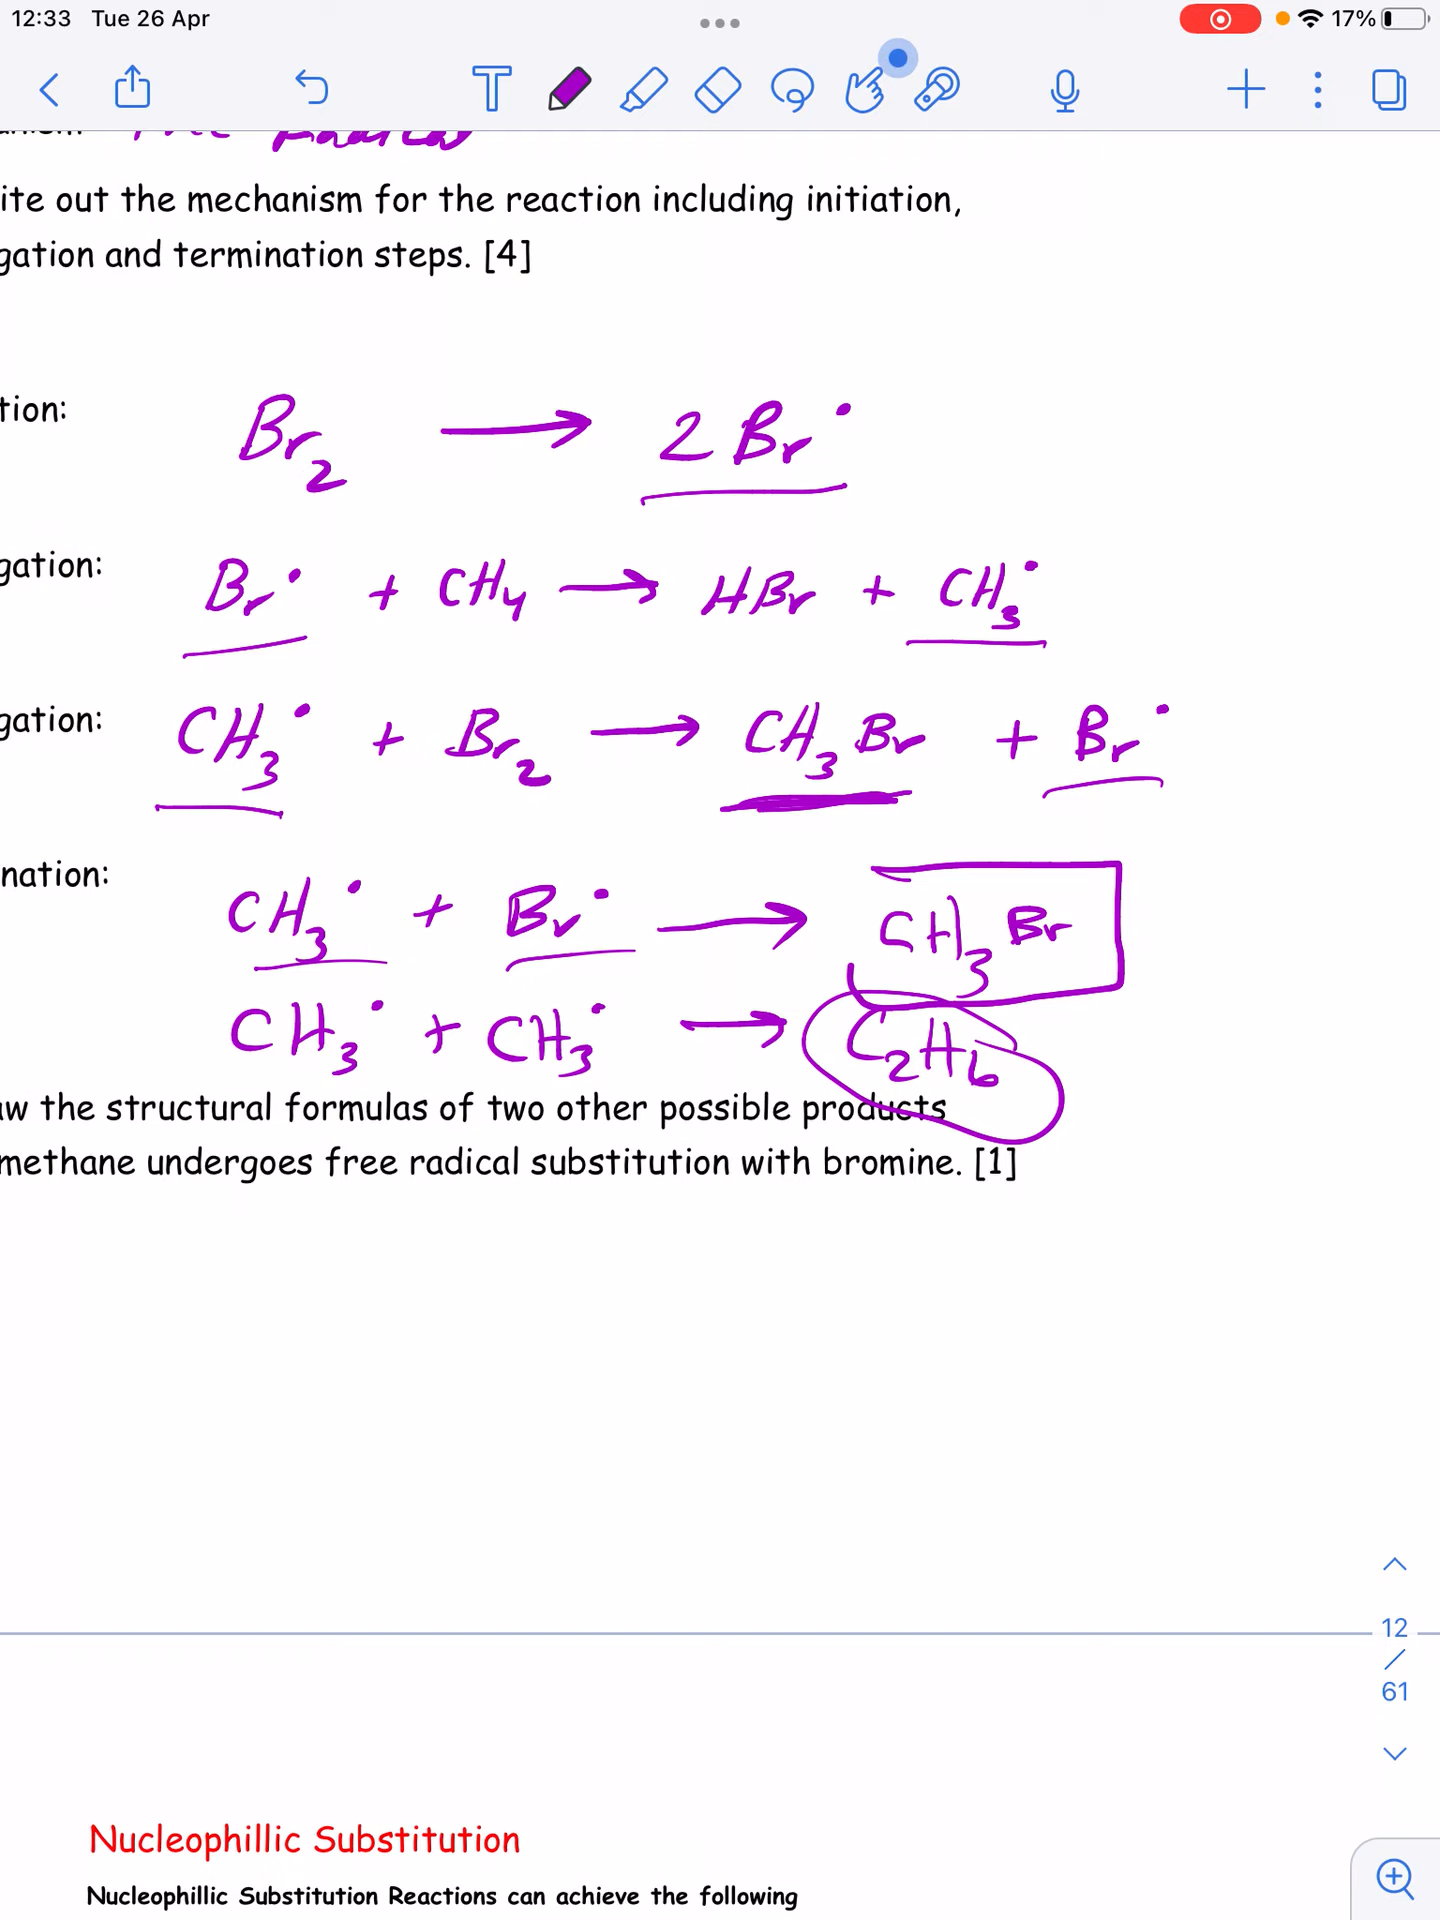 12:33 Tue 26 Apr
17%
T
Free Radical
ite out the mechanism for the reaction including initiation,
gation and termination steps. [4]
tion: Br2 → 2Br•
gation: Br• + CH4 → HBr + CH3•
gation: CH3• + Br2 → CH3Br + Br•
nation:
CH3• + Br• → CH3Br
CH3• + CH3• → C2H6
aw the structural formulas of two other possible products
methane undergoes free radical substitution with bromine. [1]
12
/
61
Nucleophillic Substitution
Nucleophillic Substitution Reactions can achieve the following